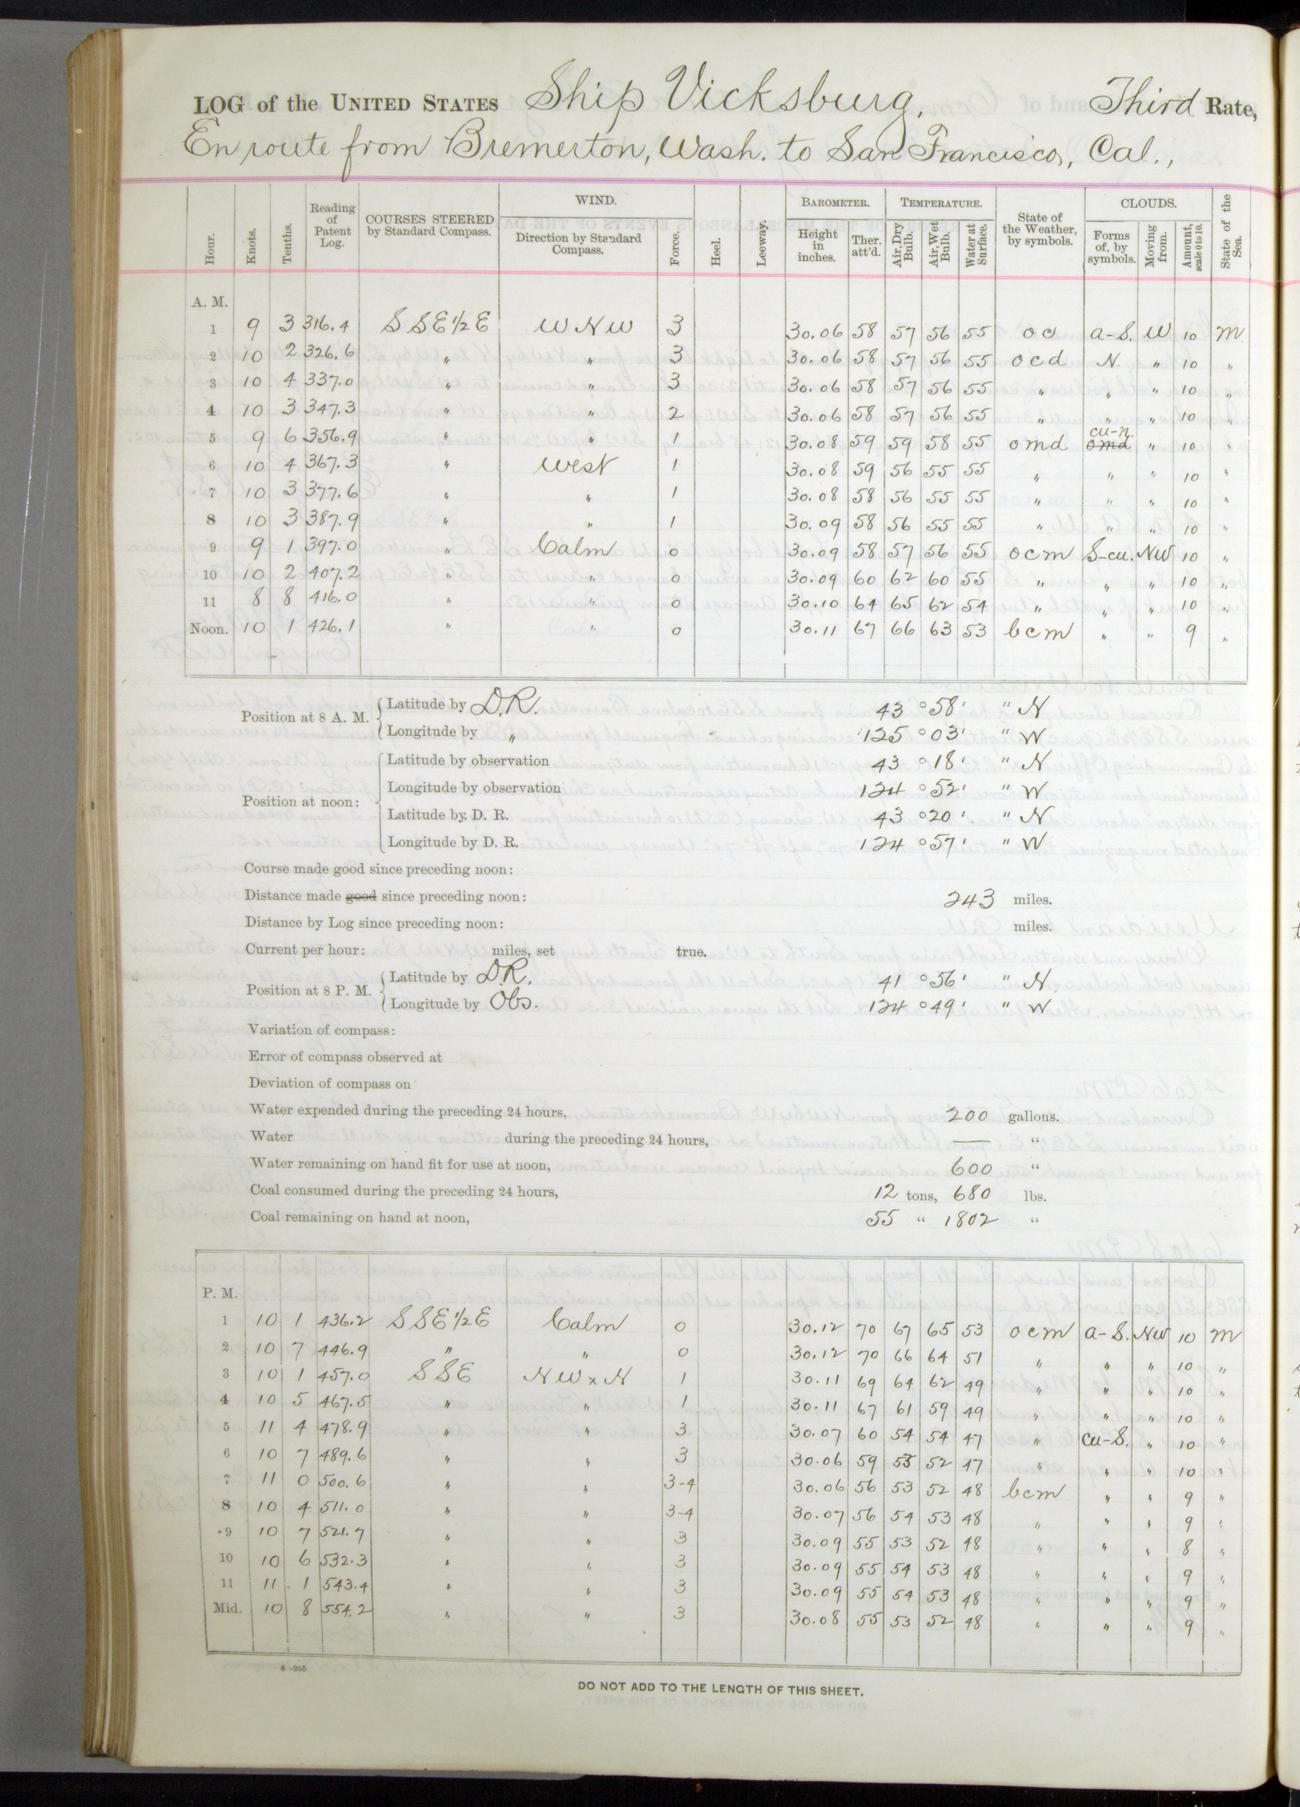 LOG of the UNITED STATES Ship Vicksburg, Third Rate,
En route from Bremerton, Wash. to San Francisco, Cal.,
Hour. Knots. Tenths. Reading of Patent Log. COURSES STEERED by Standard Compass. WIND. Direction by Standard Compass. Force. Heel. Leeway. BAROMETER. Height in inches. Ther. att'd. TEMPERATURE. Air, Dry Bulb. Air, Wet Bulb. Water at Surface. State of the Weather, by symbols. CLOUDS. Forms of, by symbols. Moving from. Amount, scale 0 to 10. State of the Sea.
A. M.
1 9 3 316.4 SSE½E WNW 3 30.06 58 57 56 55 oc a-S. W 10 M
2 10 2 326.6 " " 3 30.06 58 57 56 55 ocd N. " 10 "
3 10 4 337.0 " " 3 30.06 58 57 56 55 " " " 10 "
4 10 3 347.3 " " 2 30.06 58 57 56 55 " " " 10 "
5 9 6 356.9 " " 1 30.08 59 59 58 55 omd cu-n. omd " 10 "
6 10 4 367.3 " West 1 30.08 59 56 55 55 " " " 10 "
7 10 3 377.6 " " 1 30.08 58 56 55 55 " " " 10 "
8 10 3 387.9 " " 1 30.09 58 56 55 55 " " " 10 "
9 9 1 397.0 " Calm 0 30.09 58 57 56 55 ocm S-cu. NW 10 "
10 10 2 407.2 " " 0 30.09 60 62 60 55 " " " 10 "
11 8 8 416.0 " " 0 30.10 64 65 62 54 " " " 10 "
Noon. 10 1 426.1 " " 0 30.11 67 66 63 53 bcm " " 9 "
Position at 8 A. M. Latitude by D.R. 43 ° 58 ' " N
Longitude by " 125 ° 03 ' " W
Position at noon: Latitude by observation 43 ° 18 ' " N
Longitude by observation 124 ° 52 ' " W
Latitude by D. R. 43 ° 20 ' " N
Longitude by D. R. 124 ° 57 ' " W
Course made good since preceding noon:
Distance made good since preceding noon: 243 miles.
Distance by Log since preceding noon: miles.
Current per hour: miles, set true.
Position at 8 P. M. Latitude by D.R. 41 ° 56 ' " N.
Longitude by Obs. 124 ° 49 ' " W
Variation of compass:
Error of compass observed at
Deviation of compass on
Water expended during the preceding 24 hours, 200 gallons.
Water during the preceding 24 hours, — "
Water remaining on hand fit for use at noon, 600 "
Coal consumed during the preceding 24 hours, 12 tons, 680 lbs.
Coal remaining on hand at noon, 55 " 1802 "
P. M.
1 10 1 436.2 SSE½E Calm 0 30.12 70 67 65 53 ocm a-S. NW 10 M
2 10 7 446.9 " " 0 30.12 70 66 64 51 " " " 10 "
3 10 1 457.0 SSE NWxN 1 30.11 69 64 62 49 " " " 10 "
4 10 5 467.5 " " 1 30.11 67 61 59 49 " " " 10 "
5 11 4 478.9 " " 3 30.07 60 54 54 47 " cu-S. " 10 "
6 10 7 489.6 " " 3 30.06 59 53 52 47 " " " 10 "
7 11 0 500.6 " " 3-4 30.06 56 53 52 48 bcm " " 9 "
8 10 4 511.0 " " 3-4 30.07 56 54 53 48 " " " 9 "
9 10 7 521.7 " " 3 30.09 55 53 52 48 " " " 8 "
10 10 6 532.3 " " 3 30.09 55 54 53 48 " " " 9 "
11 11 1 543.4 " " 3 30.09 55 54 53 48 " " " 9 "
Mid. 10 8 554.2 " " 3 30.08 55 53 52 48 " " " 9 "
DO NOT ADD TO THE LENGTH OF THIS SHEET.